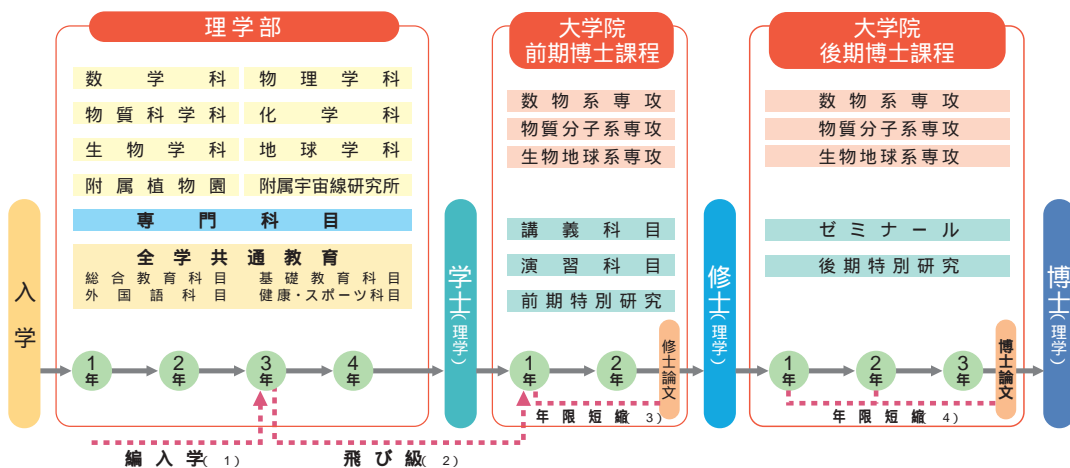 理学部
数学科 物理学科
物質科学科 化学科
生物学科 地球学科
附属植物園 附属宇宙線研究所
専門科目
全学共通教育
総合教育科目 基礎教育科目
外国語科目 健康・スポーツ科目
大学院
前期博士課程
数物系専攻
物質分子系専攻
生物地球系専攻
講義科目
演習科目
前期特別研究
大学院
後期博士課程
数物系専攻
物質分子系専攻
生物地球系専攻
ゼミナール
後期特別研究
入学
1年
2年
3年
4年
学士(理学)
1年
2年
修士論文
修士(理学)
1年
2年
3年
博士論文
博士(理学)
編入学( 1)
飛び級( 2)
年限短縮( 3)
年限短縮( 4)